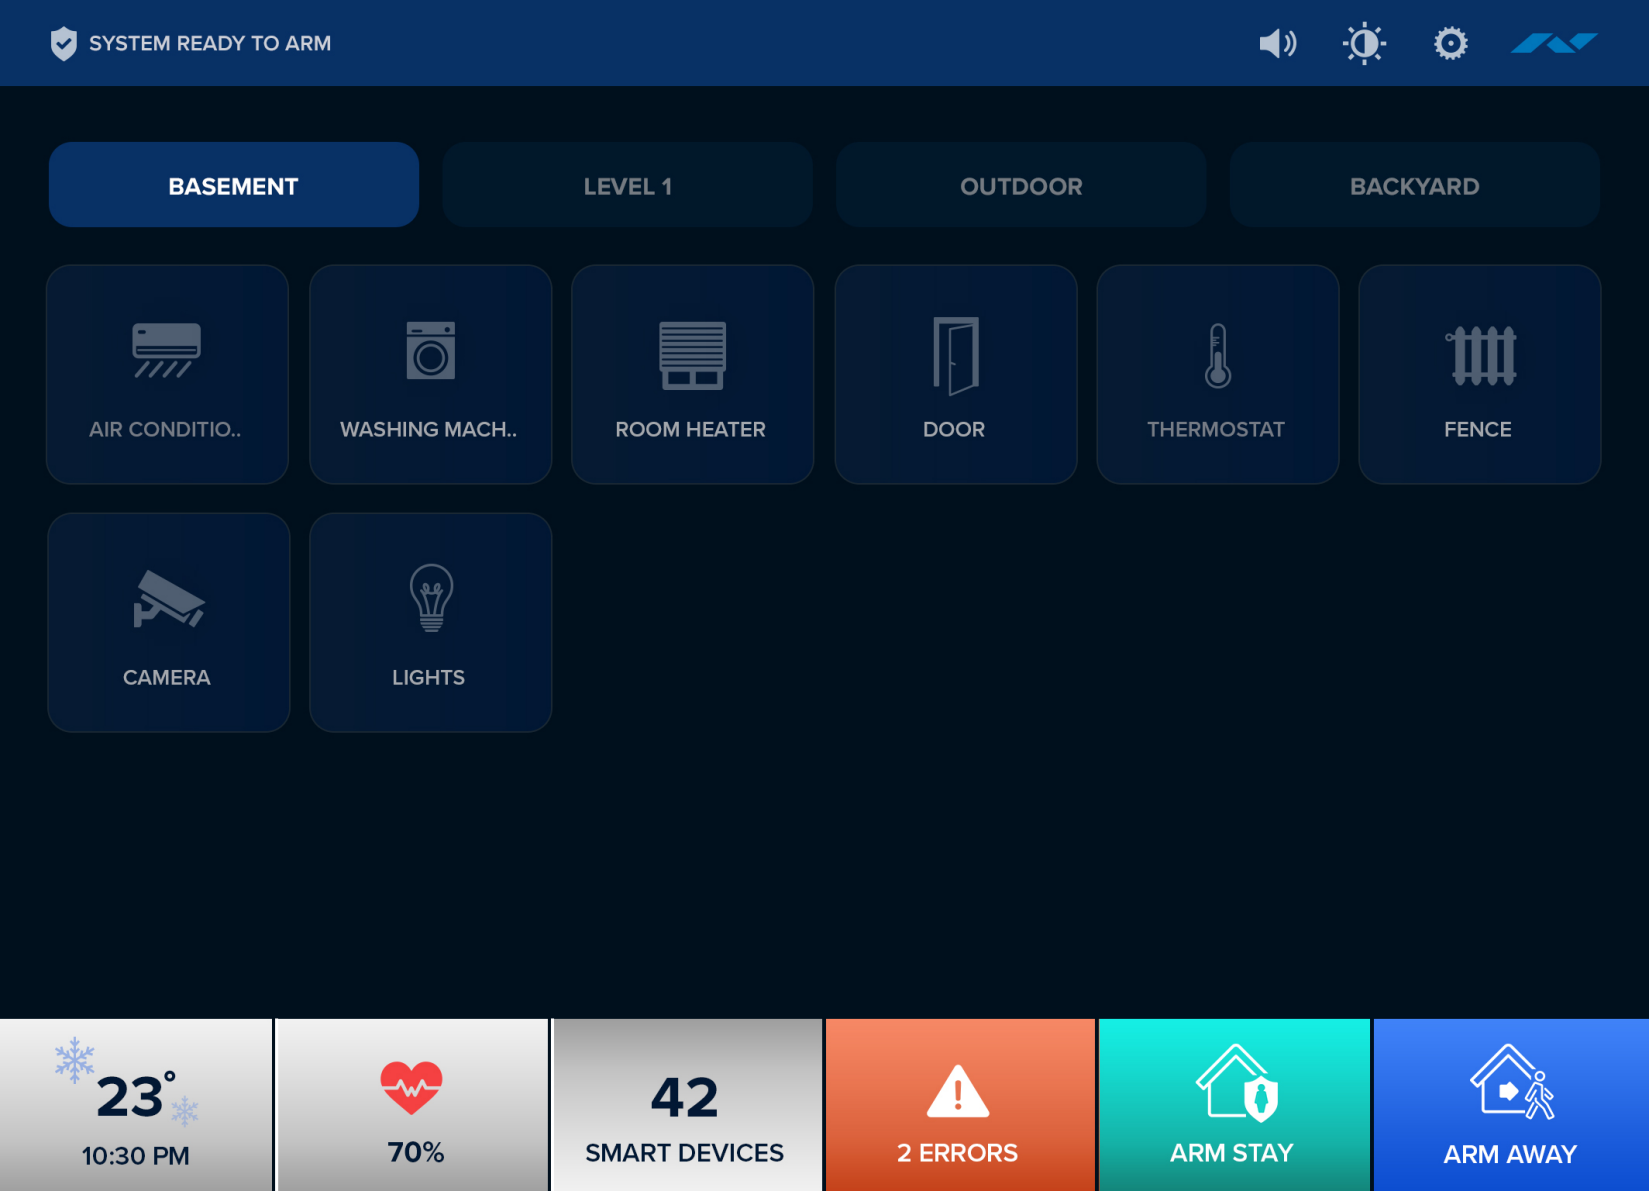 SYSTEM READY TO ARM
BASEMENT
LEVEL 1
OUTDOOR
BACKYARD
AIR CONDITIO..
WASHING MACH..
ROOM HEATER
DOOR
THERMOSTAT
FENCE
CAMERA
LIGHTS
23°
10:30 PM
70%
42
SMART DEVICES
2 ERRORS
ARM STAY
ARM AWAY